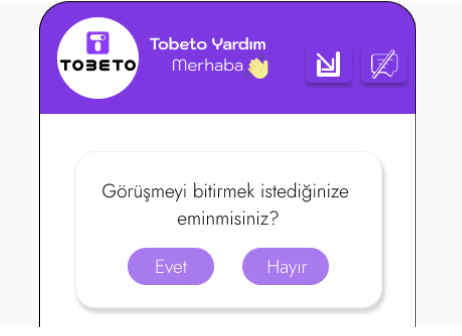 TOBETO
Tobeto Yardım
Merhaba 👋
Görüşmeyi bitirmek istediğinize
eminmisiniz?
Evet
Hayır